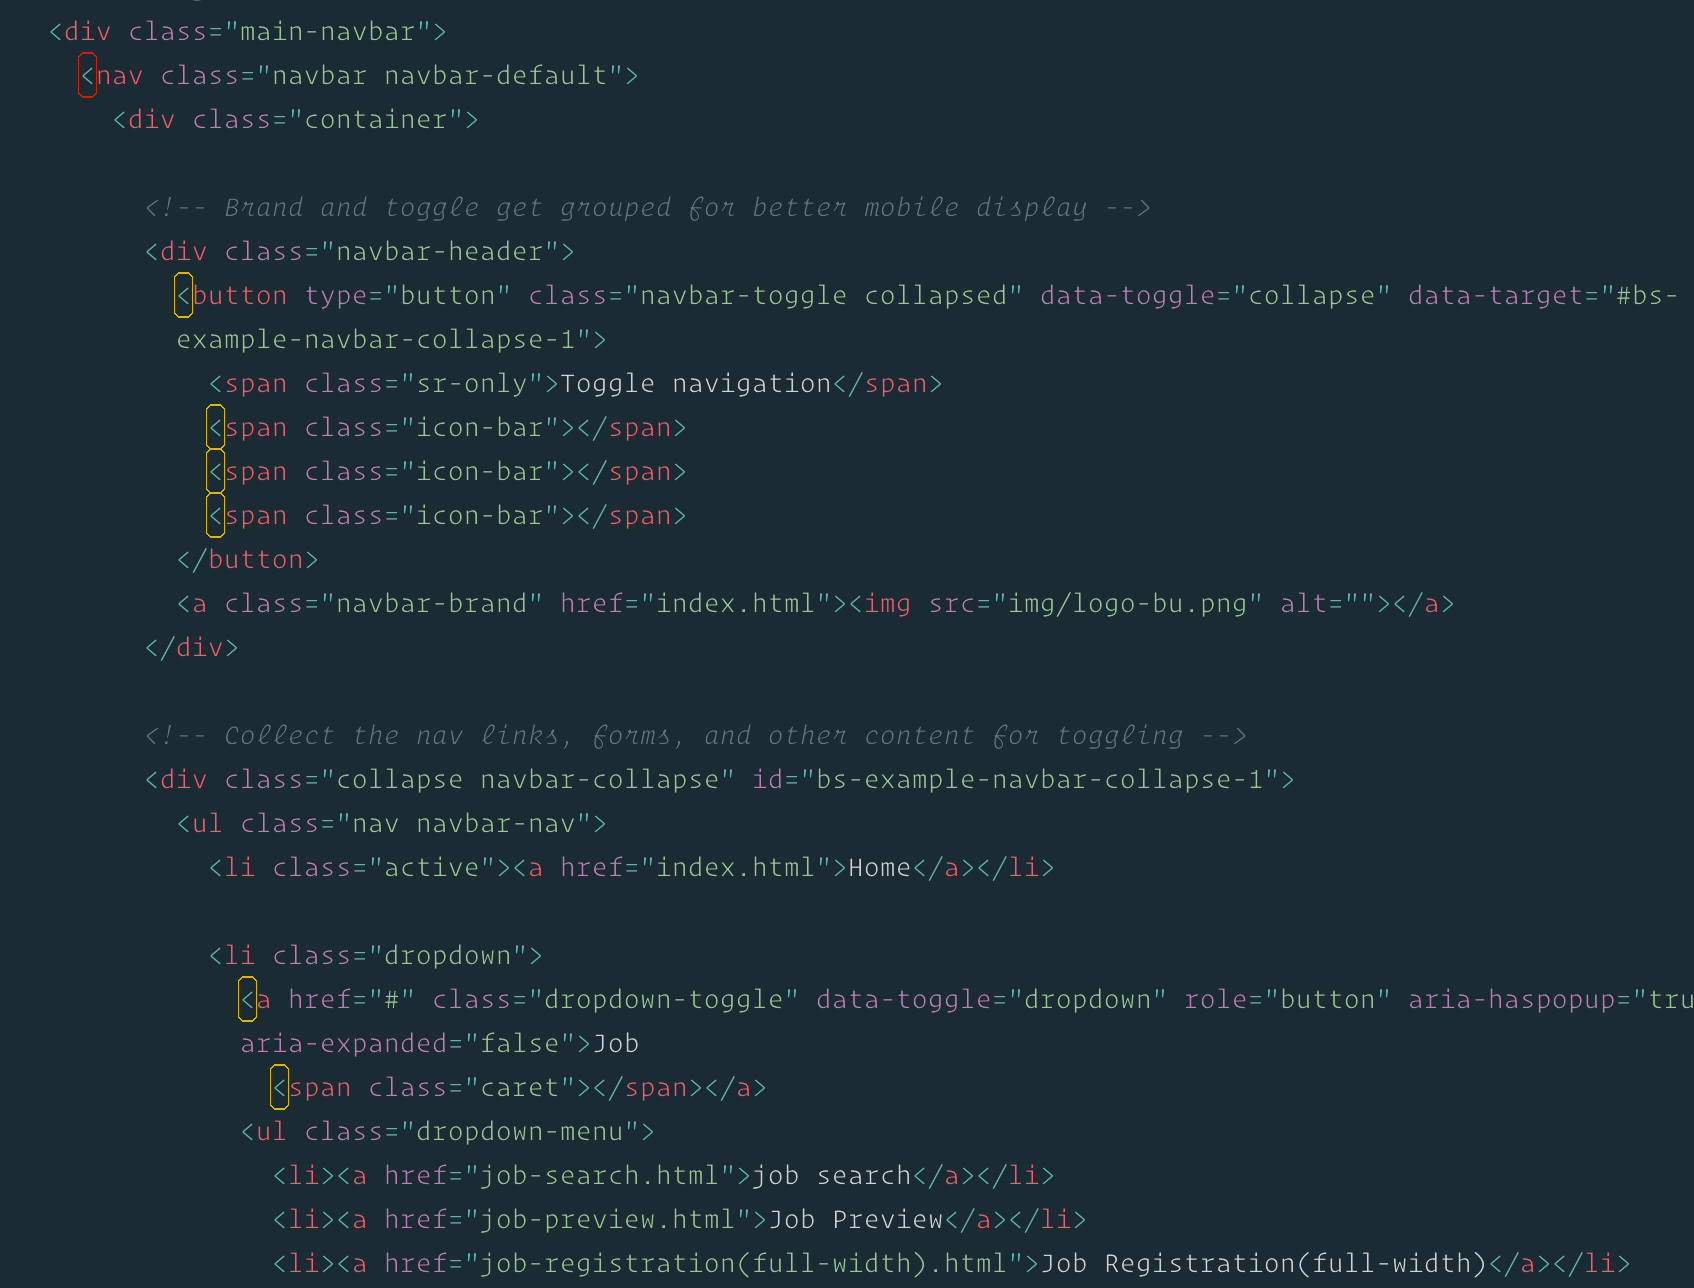 <div class="main-navbar">
<nav class="navbar navbar-default">
<div class="container">
<!-- Brand and toggle get grouped for better mobile display -->
<div class="navbar-header">
<button type="button" class="navbar-toggle collapsed" data-toggle="collapse" data-target="#bs-
example-navbar-collapse-1">
<span class="sr-only">Toggle navigation</span>
<span class="icon-bar"></span>
<span class="icon-bar"></span>
<span class="icon-bar"></span>
</button>
<a class="navbar-brand" href="index.html"><img src="img/logo-bu.png" alt=""></a>
</div>
<!-- Collect the nav links, forms, and other content for toggling -->
<div class="collapse navbar-collapse" id="bs-example-navbar-collapse-1">
<ul class="nav navbar-nav">
<li class="active"><a href="index.html">Home</a></li>
<li class="dropdown">
<a href="#" class="dropdown-toggle" data-toggle="dropdown" role="button" aria-haspopup="tru
aria-expanded="false">Job
<span class="caret"></span></a>
<ul class="dropdown-menu">
<li><a href="job-search.html">job search</a></li>
<li><a href="job-preview.html">Job Preview</a></li>
<li><a href="job-registration(full-width).html">Job Registration(full-width)</a></li>